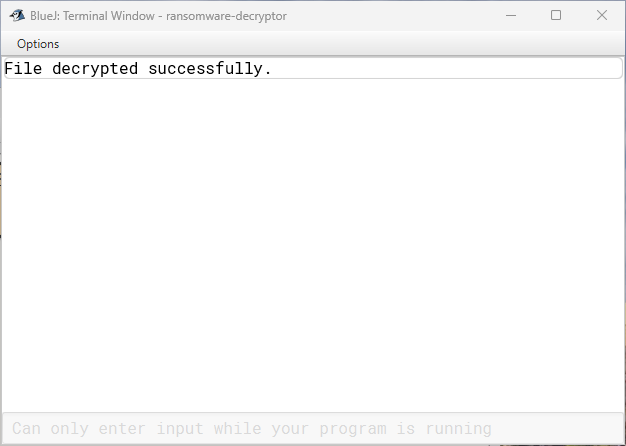 BlueJ: Terminal Window - ransomware-decryptor
Options
File decrypted successfully.
Can only enter input while your program is running